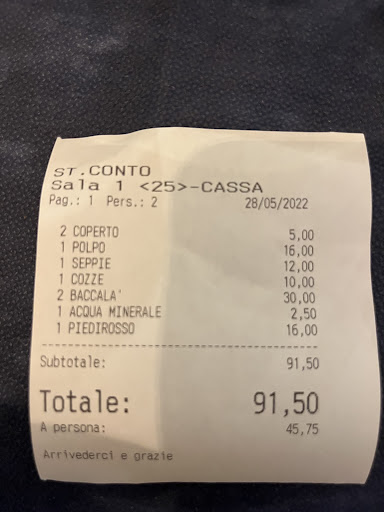 ST.CONTO
Sala 1 <25>-CASSA
Pag.: 1 Pers.: 2 28/05/2022
2 COPERTO 5,00
1 POLPO 16,00
1 SEPPIE 12,00
1 COZZE 10,00
2 BACCALA' 30,00
1 ACQUA MINERALE 2,50
1 PIEDIROSSO 16,00
Subtotale: 91,50
Totale: 91,50
A persona: 45,75
Arrivederci e grazie